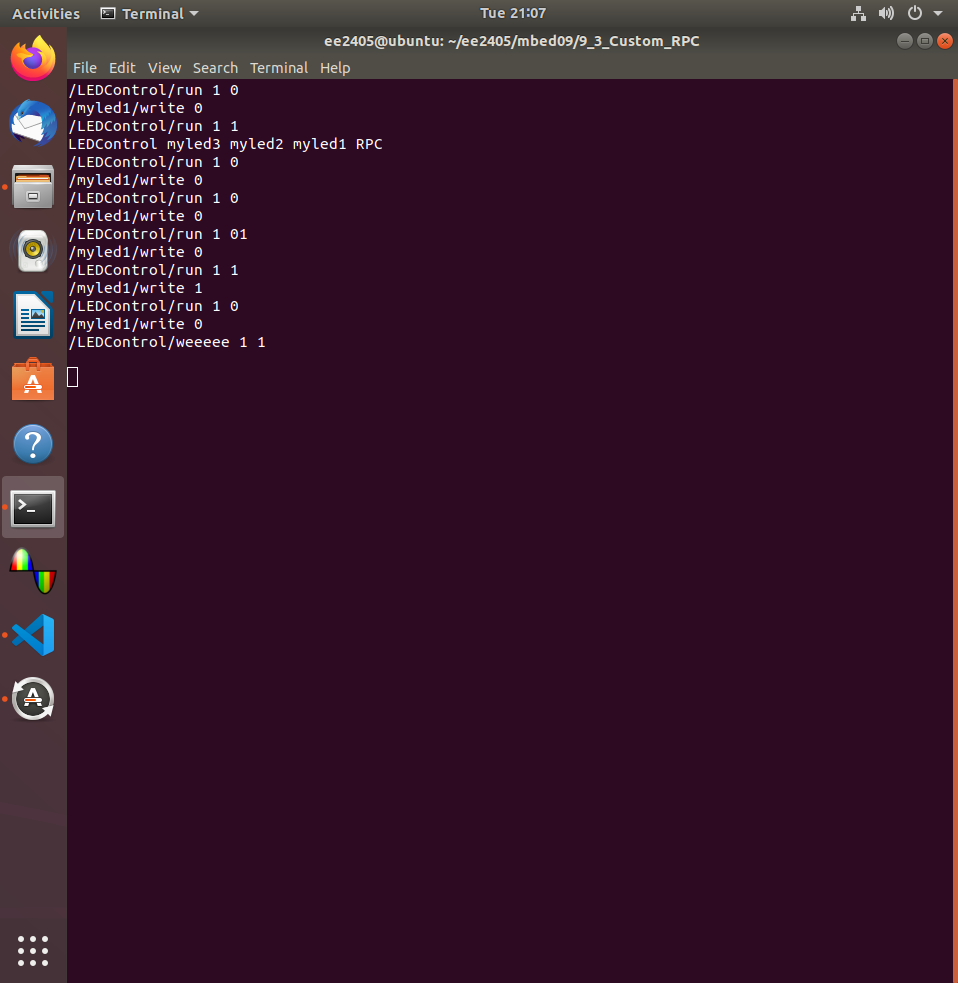 Activities Terminal Tue 21:07
ee2405@ubuntu: ~/ee2405/mbed09/9_3_Custom_RPC
File Edit View Search Terminal Help
/LEDControl/run 1 0
/myled1/write 0
/LEDControl/run 1 1
LEDControl myled3 myled2 myled1 RPC
/LEDControl/run 1 0
/myled1/write 0
/LEDControl/run 1 0
/myled1/write 0
/LEDControl/run 1 01
/myled1/write 0
/LEDControl/run 1 1
/myled1/write 1
/LEDControl/run 1 0
/myled1/write 0
/LEDControl/weeeee 1 1